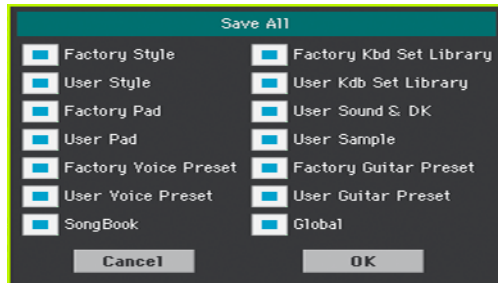 Save All
Factory Style
Factory Kbd Set Library
User Style
User Kdb Set Library
Factory Pad
User Sound & DK
User Pad
User Sample
Factory Voice Preset
Factory Guitar Preset
User Voice Preset
User Guitar Preset
SongBook
Global
Cancel
OK